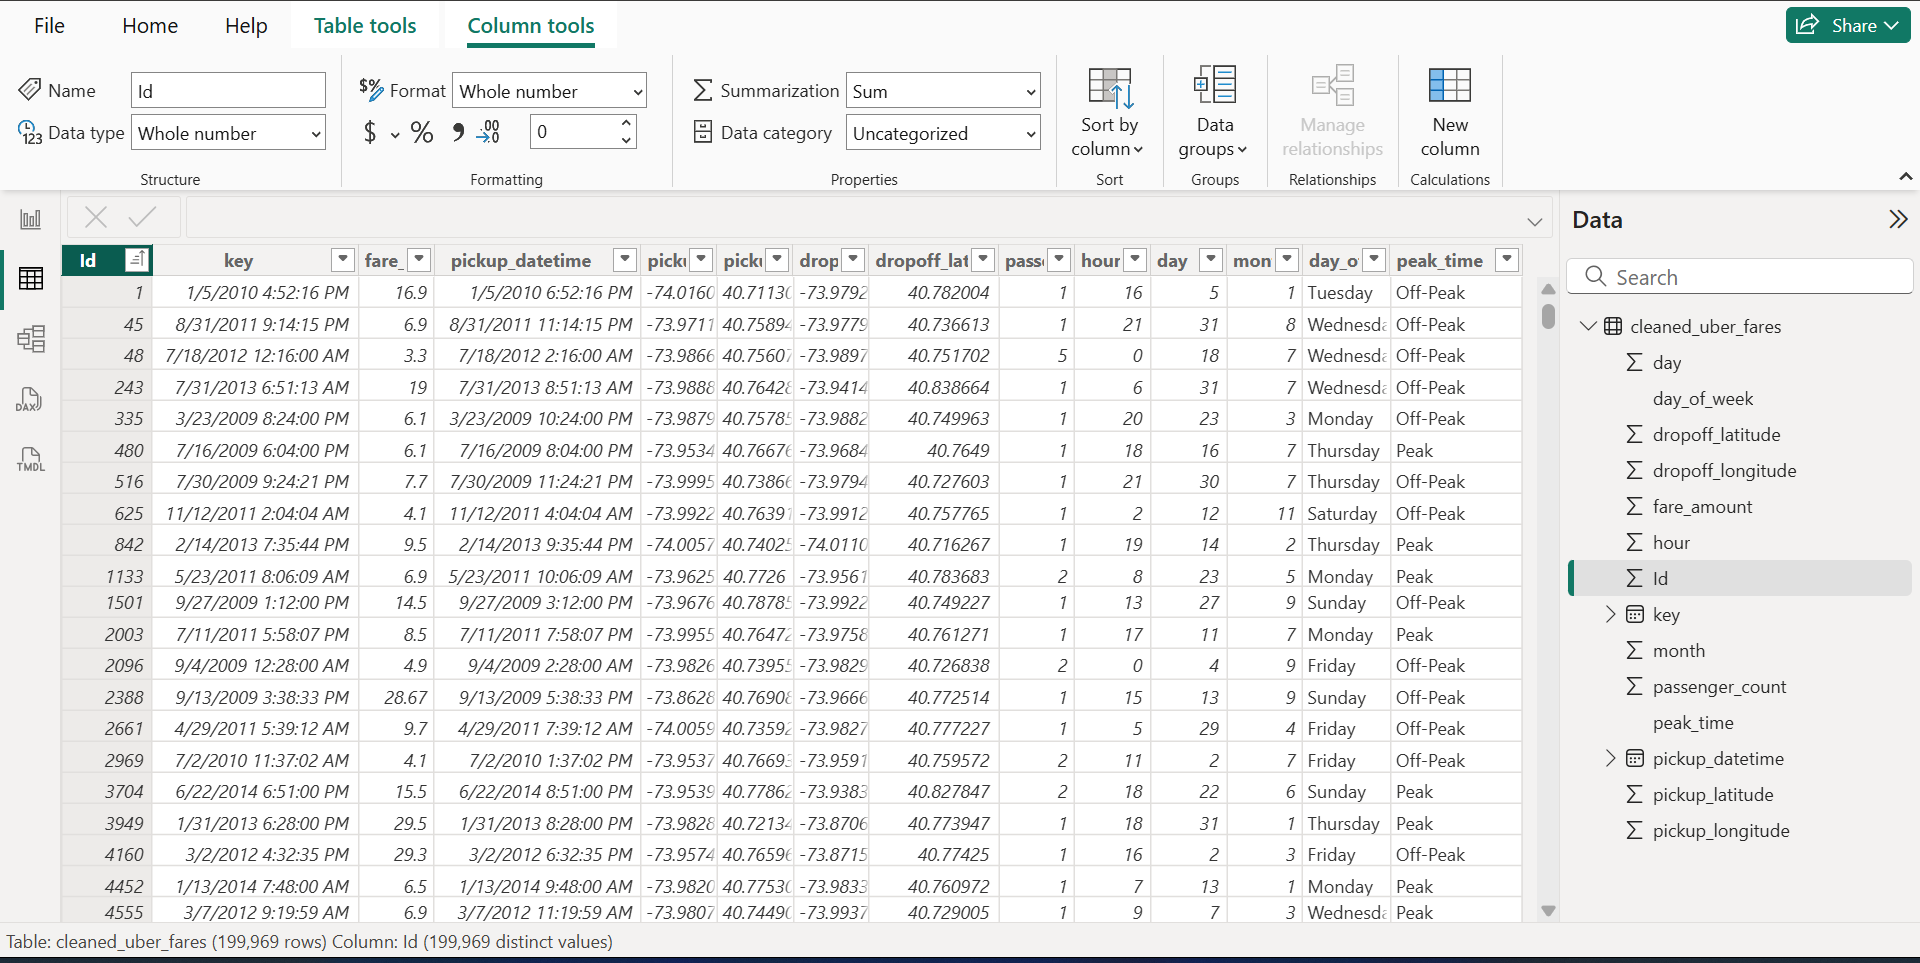 File Home Help Table tools Column tools Share
Name Id Format Whole number Summarization Sum Sort by column Data groups Manage relationships New column
Data type Whole number $ % 0 Data category Uncategorized
Structure Formatting Properties Sort Groups Relationships Calculations
Id key fare_ pickup_datetime pick pick drop dropoff_lat pass hour day mon day_o peak_time
1 1/5/2010 4:52:16 PM 16.9 1/5/2010 6:52:16 PM -74.0160 40.7113 -73.9792 40.782004 1 16 5 1 Tuesday Off-Peak
45 8/31/2011 9:14:15 PM 6.9 8/31/2011 11:14:15 PM -73.9711 40.75894 -73.9779 40.736613 1 21 31 8 Wednesd Off-Peak
48 7/18/2012 12:16:00 AM 3.3 7/18/2012 2:16:00 AM -73.9866 40.75607 -73.9897 40.751702 5 0 18 7 Wednesd Off-Peak
243 7/31/2013 6:51:13 AM 19 7/31/2013 8:51:13 AM -73.9888 40.7642 -73.9414 40.838664 1 6 31 7 Wednesd Off-Peak
335 3/23/2009 8:24:00 PM 6.1 3/23/2009 10:24:00 PM -73.9879 40.7578 -73.9882 40.749963 1 20 23 3 Monday Off-Peak
480 7/16/2009 6:04:00 PM 6.1 7/16/2009 8:04:00 PM -73.9534 40.7667 -73.9684 40.7649 1 18 16 7 Thursday Peak
516 7/30/2009 9:24:21 PM 7.7 7/30/2009 11:24:21 PM -73.9995 40.7386 -73.9794 40.727603 1 21 30 7 Thursday Off-Peak
625 11/12/2011 2:04:04 AM 4.1 11/12/2011 4:04:04 AM -73.9922 40.76391 -73.9912 40.757765 1 2 12 11 Saturday Off-Peak
842 2/14/2013 7:35:44 PM 9.5 2/14/2013 9:35:44 PM -74.0057 40.7402 -74.0110 40.716267 1 19 14 2 Thursday Peak
1133 5/23/2011 8:06:09 AM 6.9 5/23/2011 10:06:09 AM -73.9625 40.7726 -73.9561 40.783683 2 8 23 5 Monday Peak
1501 9/27/2009 1:12:00 PM 14.5 9/27/2009 3:12:00 PM -73.9676 40.7878 -73.9922 40.749227 1 13 27 9 Sunday Off-Peak
2003 7/11/2011 5:58:07 PM 8.5 7/11/2011 7:58:07 PM -73.9955 40.7647 -73.9758 40.761271 1 17 11 7 Monday Peak
2096 9/4/2009 12:28:00 AM 4.9 9/4/2009 2:28:00 AM -73.9826 40.7395 -73.9829 40.726838 2 0 4 9 Friday Off-Peak
2388 9/13/2009 3:38:33 PM 28.67 9/13/2009 5:38:33 PM -73.8628 40.7690 -73.9666 40.772514 1 15 13 9 Sunday Off-Peak
2661 4/29/2011 5:39:12 AM 9.7 4/29/2011 7:39:12 AM -74.0059 40.7359 -73.9827 40.777227 1 5 29 4 Friday Off-Peak
2969 7/2/2010 11:37:02 AM 4.1 7/2/2010 1:37:02 PM -73.9537 40.7669 -73.9591 40.759572 2 11 2 7 Friday Off-Peak
3704 6/22/2014 6:51:00 PM 15.5 6/22/2014 8:51:00 PM -73.9539 40.7786 -73.9383 40.827847 2 18 22 6 Sunday Peak
3949 1/31/2013 6:28:00 PM 29.5 1/31/2013 8:28:00 PM -73.9828 40.7213 -73.8706 40.773947 1 18 31 1 Thursday Peak
4160 3/2/2012 4:32:35 PM 29.3 3/2/2012 6:32:35 PM -73.9574 40.7659 -73.8715 40.77425 1 16 2 3 Friday Off-Peak
4452 1/13/2014 7:48:00 AM 6.5 1/13/2014 9:48:00 AM -73.9820 40.7753 -73.9833 40.760972 1 7 13 1 Monday Peak
4555 3/7/2012 9:19:59 AM 6.9 3/7/2012 11:19:59 AM -73.9807 40.7449 -73.9937 40.729005 1 9 7 3 Wednesd Peak
DAX
TMDL
Data
Search
cleaned_uber_fares
day
day_of_week
dropoff_latitude
dropoff_longitude
fare_amount
hour
Id
key
month
passenger_count
peak_time
pickup_datetime
pickup_latitude
pickup_longitude
Table: cleaned_uber_fares (199,969 rows) Column: Id (199,969 distinct values)